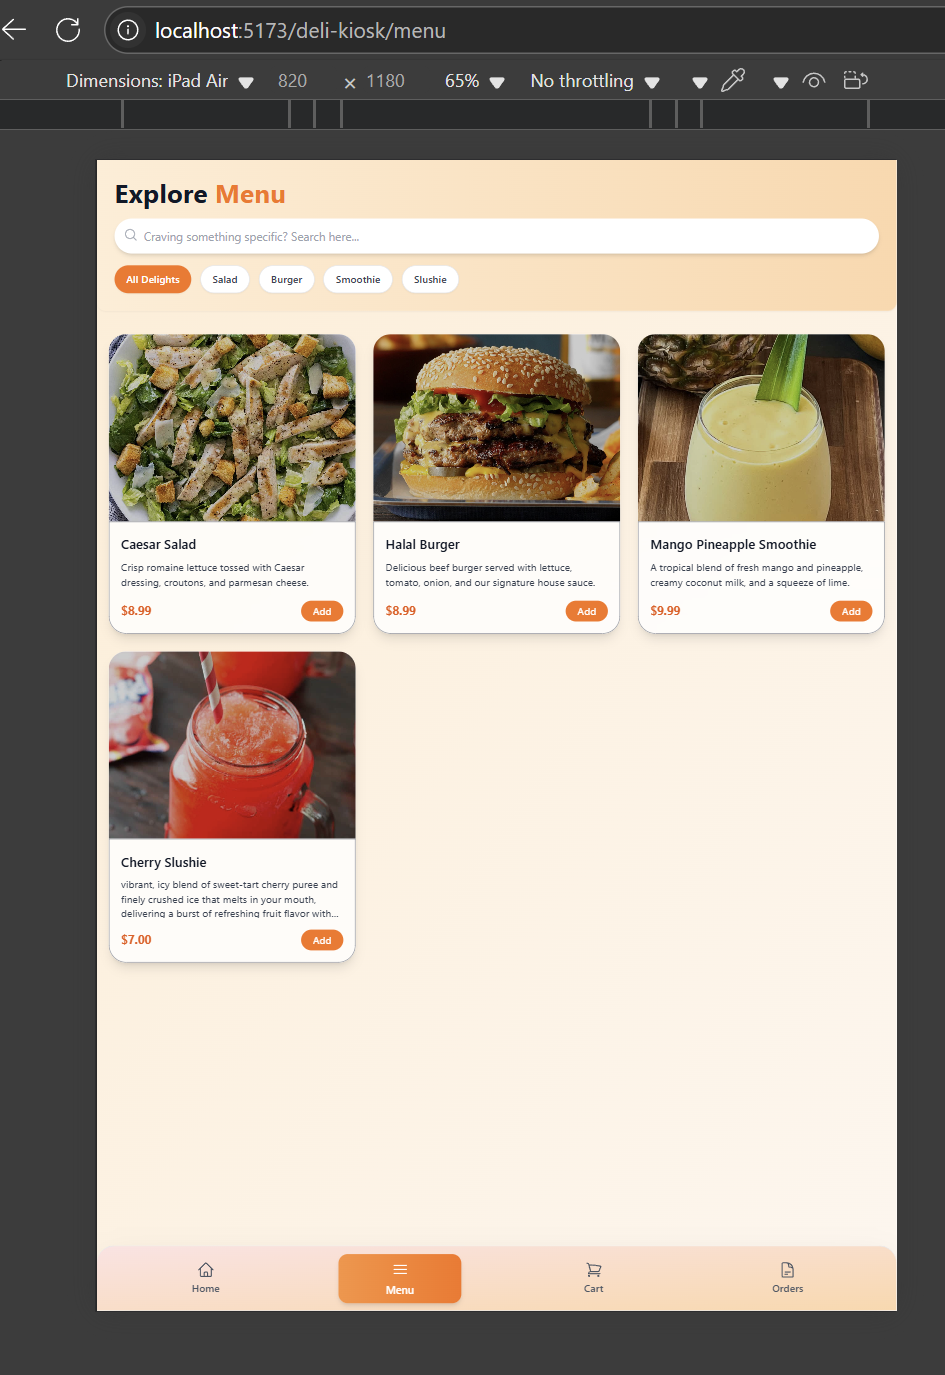 localhost:5173/deli-kiosk/menu
Dimensions: iPad Air 820 × 1180 65% No throttling
Explore Menu
Craving something specific? Search here...
All Delights Salad Burger Smoothie Slushie
Caesar Salad
Crisp romaine lettuce tossed with Caesar
dressing, croutons, and parmesan cheese.
$8.99 Add
Halal Burger
Delicious beef burger served with lettuce,
tomato, onion, and our signature house sauce.
$8.99 Add
Mango Pineapple Smoothie
A tropical blend of fresh mango and pineapple,
creamy coconut milk, and a squeeze of lime.
$9.99 Add
Cherry Slushie
vibrant, icy blend of sweet-tart cherry puree and
finely crushed ice that melts in your mouth,
delivering a burst of refreshing fruit flavor with...
$7.00 Add
Home Menu Cart Orders